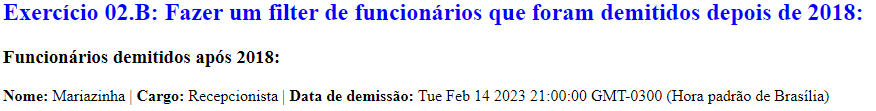 Exercício 02.B: Fazer um filter de funcionários que foram demitidos depois de 2018:
Funcionários demitidos após 2018:
Nome: Mariazinha | Cargo: Recepcionista | Data de demissão: Tue Feb 14 2023 21:00:00 GMT-0300 (Hora padrão de Brasília)